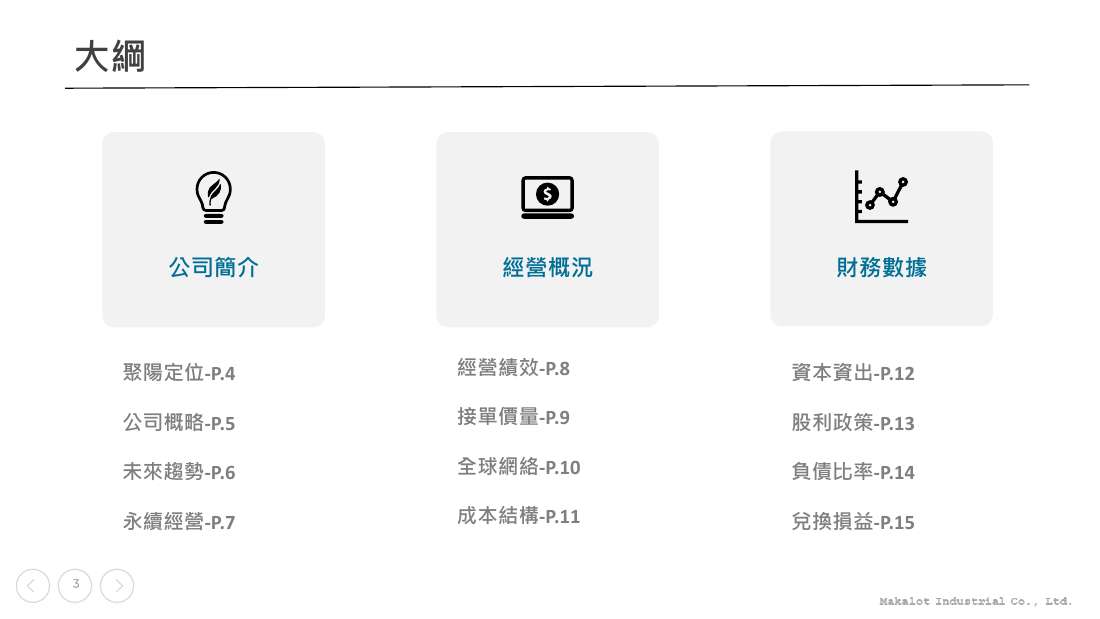 大綱
公司簡介
聚陽定位-P.4
公司概略-P.5
未來趨勢-P.6
永續經營-P.7
經營概況
經營績效-P.8
接單價量-P.9
全球網絡-P.10
成本結構-P.11
財務數據
資本資出-P.12
股利政策-P.13
負債比率-P.14
兌換損益-P.15
3
Makalot Industrial Co., Ltd.